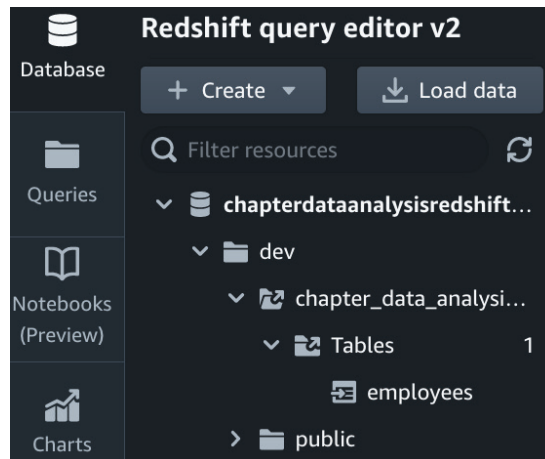 Redshift query editor v2
Database
Create
Load data
Filter resources
Queries
chapterdataanalysisredshift...
dev
Notebooks
(Preview)
chapter_data_analysi...
Tables 1
employees
Charts
public